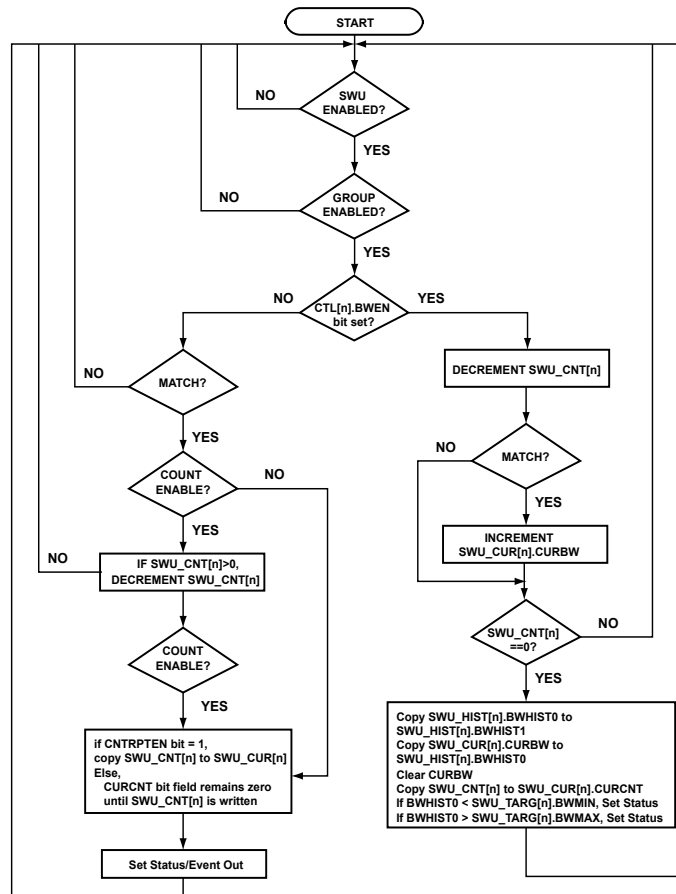 START
SWU
ENABLED?
NO
YES
GROUP
ENABLED?
NO
YES
CTL[n].BWEN
bit set?
NO
YES
MATCH?
NO
YES
COUNT
ENABLE?
NO
YES
IF SWU_CNT[n]>0,
DECREMENT SWU_CNT[n]
NO
COUNT
ENABLE?
YES
if CNTRPTEN bit = 1,
copy SWU_CNT[n] to SWU_CUR[n]
Else,
CURCNT bit field remains zero
until SWU_CNT[n] is written
Set Status/Event Out
DECREMENT SWU_CNT[n]
MATCH?
NO
YES
INCREMENT
SWU_CUR[n].CURBW
SWU_CNT[n]
==0?
NO
YES
Copy SWU_HIST[n].BWHIST0 to
SWU_HIST[n].BWHIST1
Copy SWU_CUR[n].CURBW to
SWU_HIST[n].BWHIST0
Clear CURBW
Copy SWU_CNT[n] to SWU_CUR[n].CURCNT
If BWHIST0 < SWU_TARG[n].BWMIN, Set Status
If BWHIST0 > SWU_TARG[n].BWMAX, Set Status